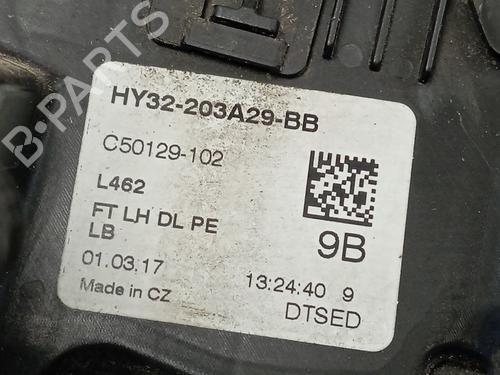 HY32-203A29-BB
C50129-102
L462
FT LH DL PE
LB
9B
01.03.17
13:24:40 9
Made in CZ
DTSED
B-PARTS